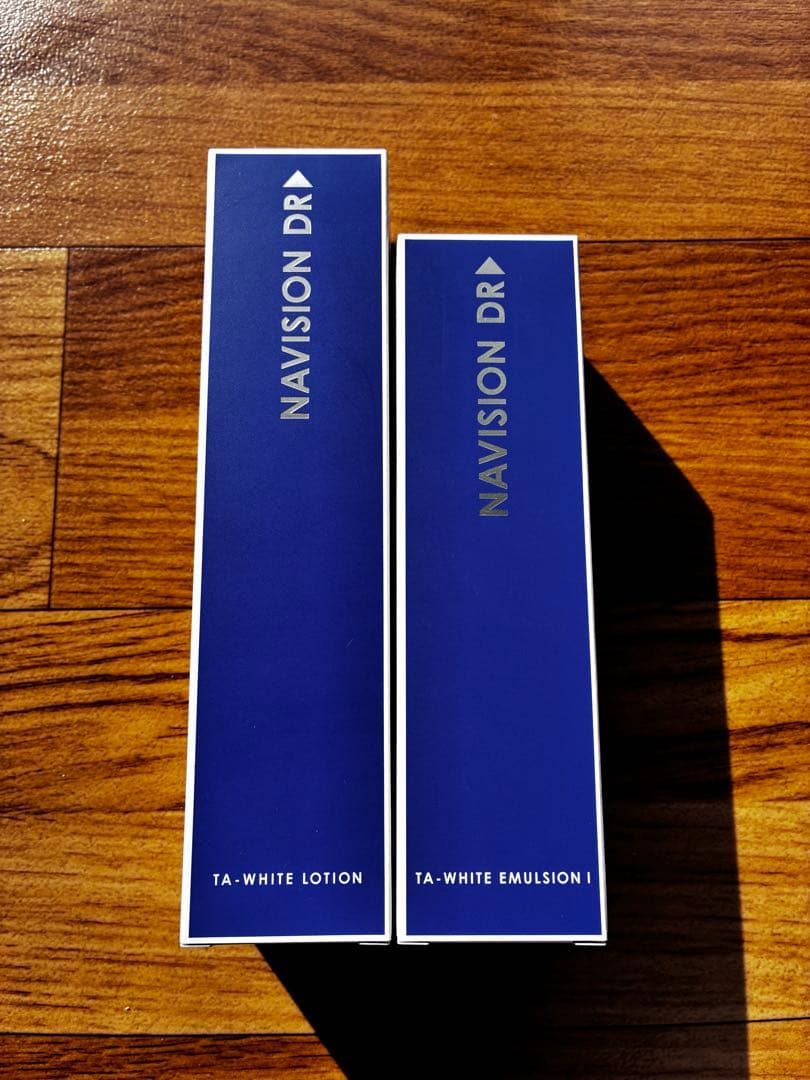 NAVISION DR
TA-WHITE LOTION
NAVISION DR
TA-WHITE EMULSION I